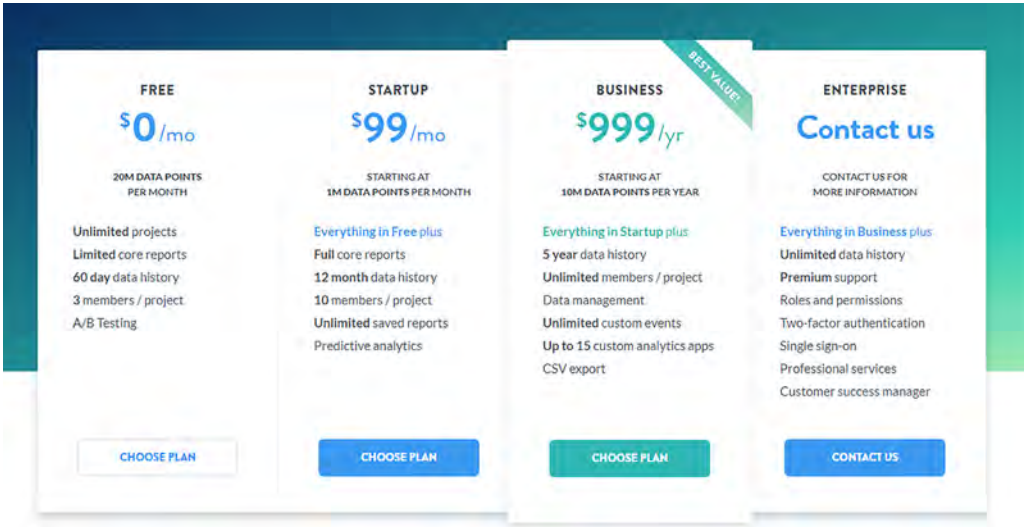 FREE
$0/mo
20M DATA POINTS
PER MONTH
Unlimited projects
Limited core reports
60 day data history
3 members / project
A/B Testing
CHOOSE PLAN
STARTUP
$99/mo
STARTING AT
1M DATA POINTS PER MONTH
Everything in Free plus
Full core reports
12 month data history
10 members / project
Unlimited saved reports
Predictive analytics
CHOOSE PLAN
BEST VALUE!
BUSINESS
$999/yr
STARTING AT
10M DATA POINTS PER YEAR
Everything in Startup plus
5 year data history
Unlimited members / project
Data management
Unlimited custom events
Up to 15 custom analytics apps
CSV export
CHOOSE PLAN
ENTERPRISE
Contact us
CONTACT US FOR
MORE INFORMATION
Everything in Business plus
Unlimited data history
Premium support
Roles and permissions
Two-factor authentication
Single sign-on
Professional services
Customer success manager
CONTACT US